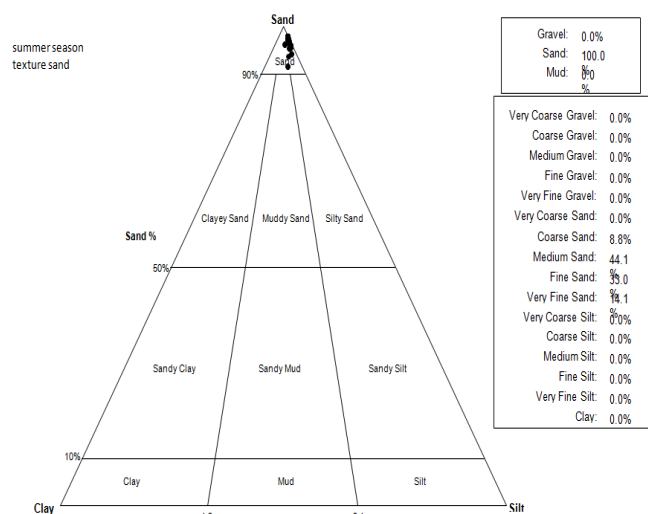 summer season
texture sand
Sand
Sand
90%
Clayey Sand Muddy Sand Silty Sand
Sand %
50%
Sandy Clay Sandy Mud Sandy Silt
10%
Clay Mud Silt
Clay Silt
Gravel: 0.0%
Sand: 100.0 %
Mud: 0.0 %
Very Coarse Gravel: 0.0%
Coarse Gravel: 0.0%
Medium Gravel: 0.0%
Fine Gravel: 0.0%
Very Fine Gravel: 0.0%
Very Coarse Sand: 0.0%
Coarse Sand: 8.8%
Medium Sand: 44.1 %
Fine Sand: 33.0 %
Very Fine Sand: 14.1 %
Very Coarse Silt: 0.0%
Coarse Silt: 0.0%
Medium Silt: 0.0%
Fine Silt: 0.0%
Very Fine Silt: 0.0%
Clay: 0.0%